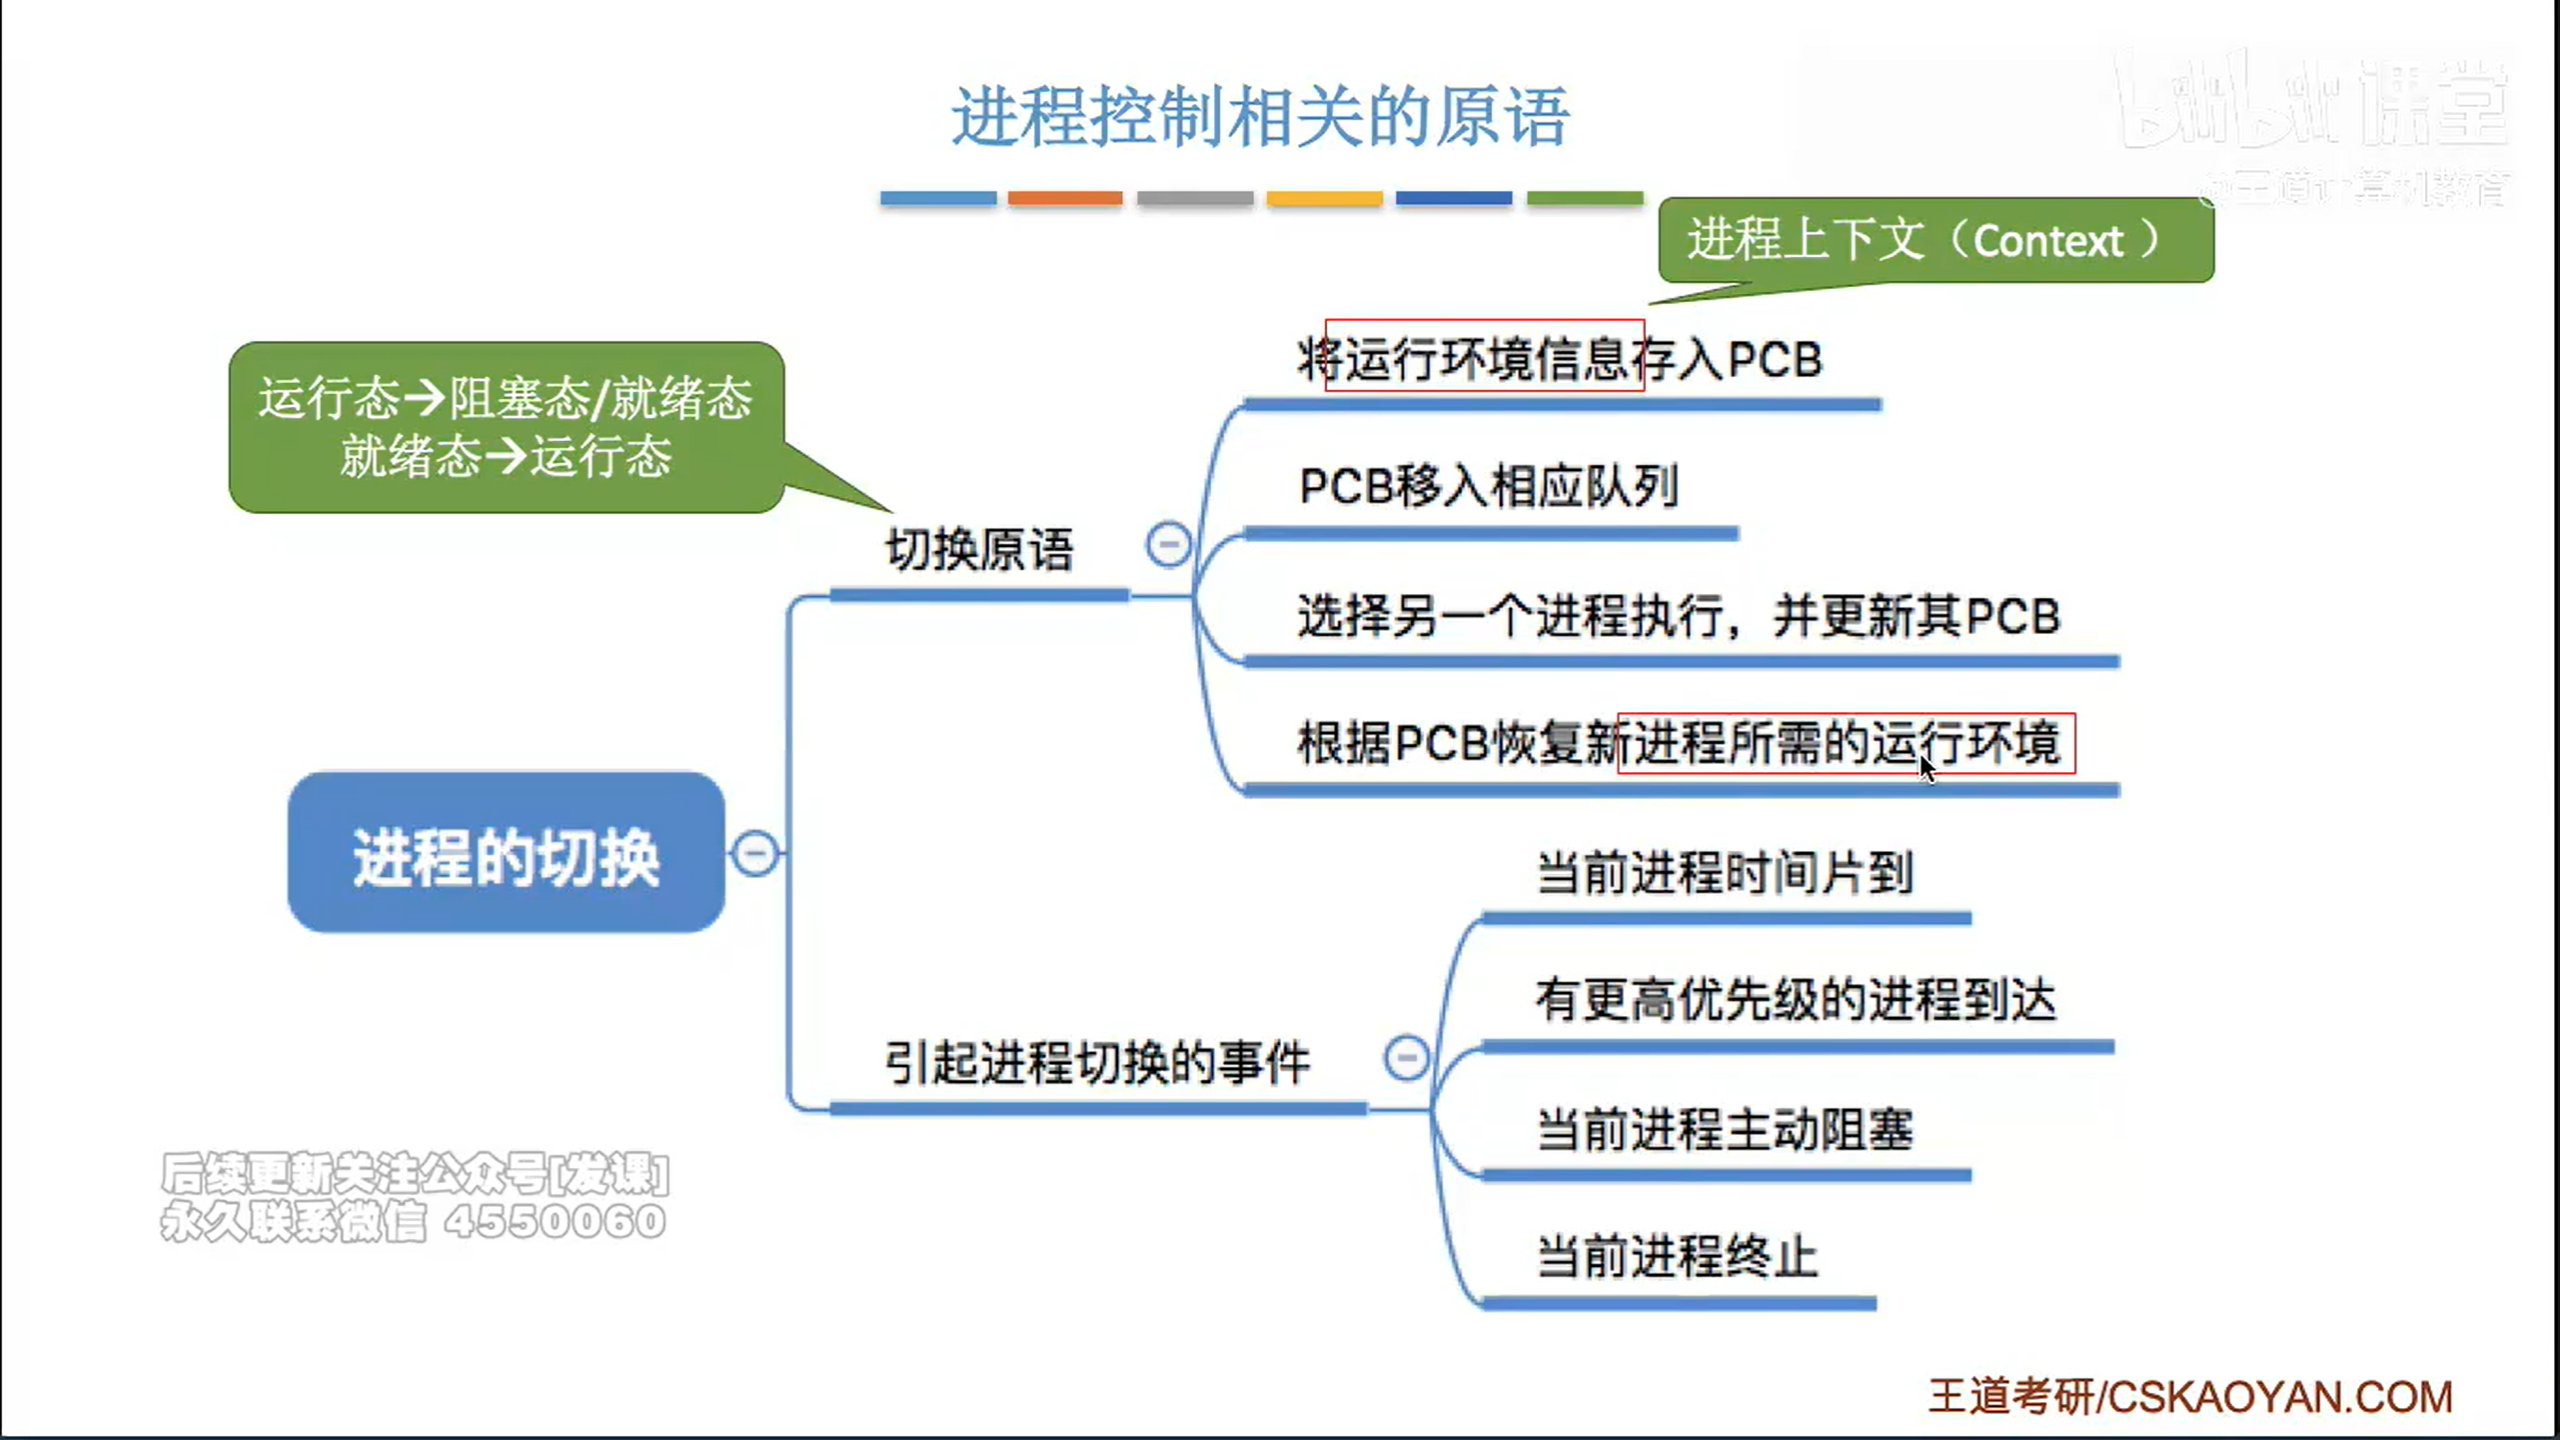 进程控制相关的原语
bilibili课堂
@王道计算机教育
进程上下文（Context ）
将运行环境信息存入PCB
运行态→阻塞态/就绪态
就绪态→运行态
PCB移入相应队列
切换原语
选择另一个进程执行，并更新其PCB
根据PCB恢复新进程所需的运行环境
进程的切换
当前进程时间片到
有更高优先级的进程到达
引起进程切换的事件
当前进程主动阻塞
当前进程终止
后续更新关注公众号[发课]
永久联系微信 4550060
王道考研/CSKAOYAN.COM